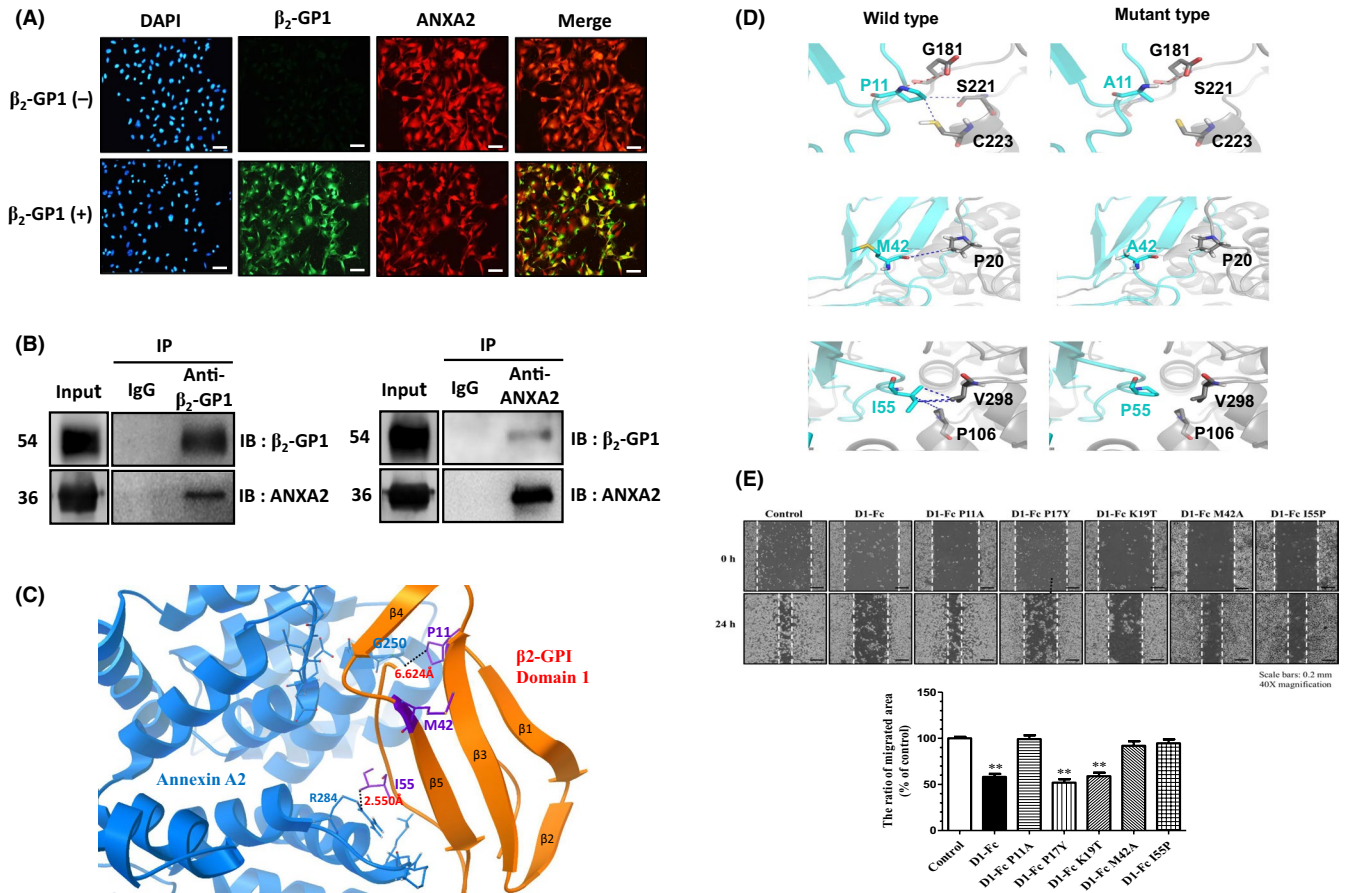 (A)
DAPI β2-GP1 ANXA2 Merge
β2-GP1 (−)
β2-GP1 (+)
(B)
IP
Input IgG Anti-β2-GP1
54 IB : β2-GP1
36 IB : ANXA2
IP
Input IgG Anti-ANXA2
54 IB : β2-GP1
36 IB : ANXA2
(C)
β4
G250
P11
6.624Å
β2-GPI
Domain 1
M42
β1
β3
β5
Annexin A2
R284
I55
2.550Å
β2
(D)
Wild type Mutant type
G181
P11
S221
C223
G181
A11
S221
C223
M42
P20
A42
P20
I55
V298
P106
P55
V298
P106
(E)
Control D1-Fc D1-Fc P11A D1-Fc P17Y D1-Fc K19T D1-Fc M42A D1-Fc I55P
0 h
24 h
Scale bars: 0.2 mm
40X magnification
The ratio of migrated area
(% of control)
150
100
50
0
** ** **
Control D1-Fc D1-Fc P11A D1-Fc P17Y D1-Fc K19T D1-Fc M42A D1-Fc I55P